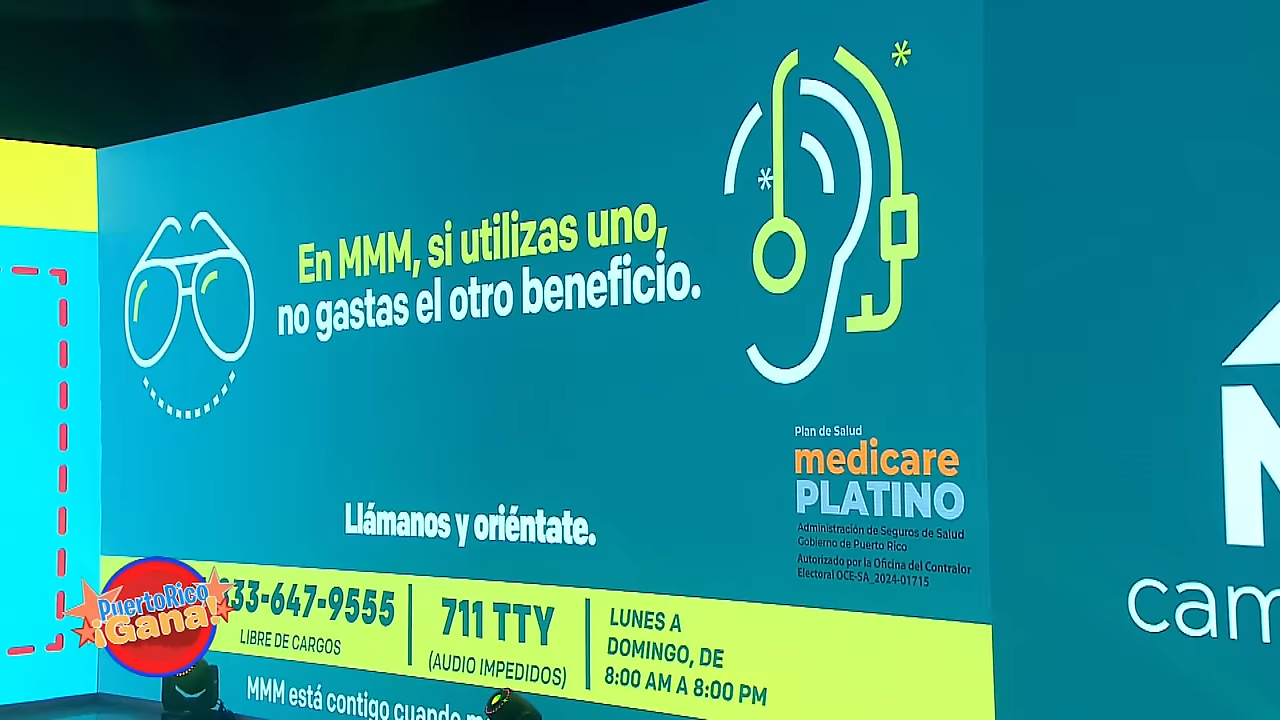 En MMM, si utilizas uno,
no gastas el otro beneficio.
Plan de Salud
medicare
PLATINO
Administración de Seguros de Salud
Gobierno de Puerto Rico
Autorizado por la Oficina del Contralor
Electoral OCE-SA_2024-01715
Llámanos y oriéntate.
33-647-9555
LIBRE DE CARGOS
711 TTY
(AUDIO IMPEDIDOS)
LUNES A
DOMINGO, DE
8:00 AM A 8:00 PM
MMM está contigo cuando
PuertoRico
¡Gana!